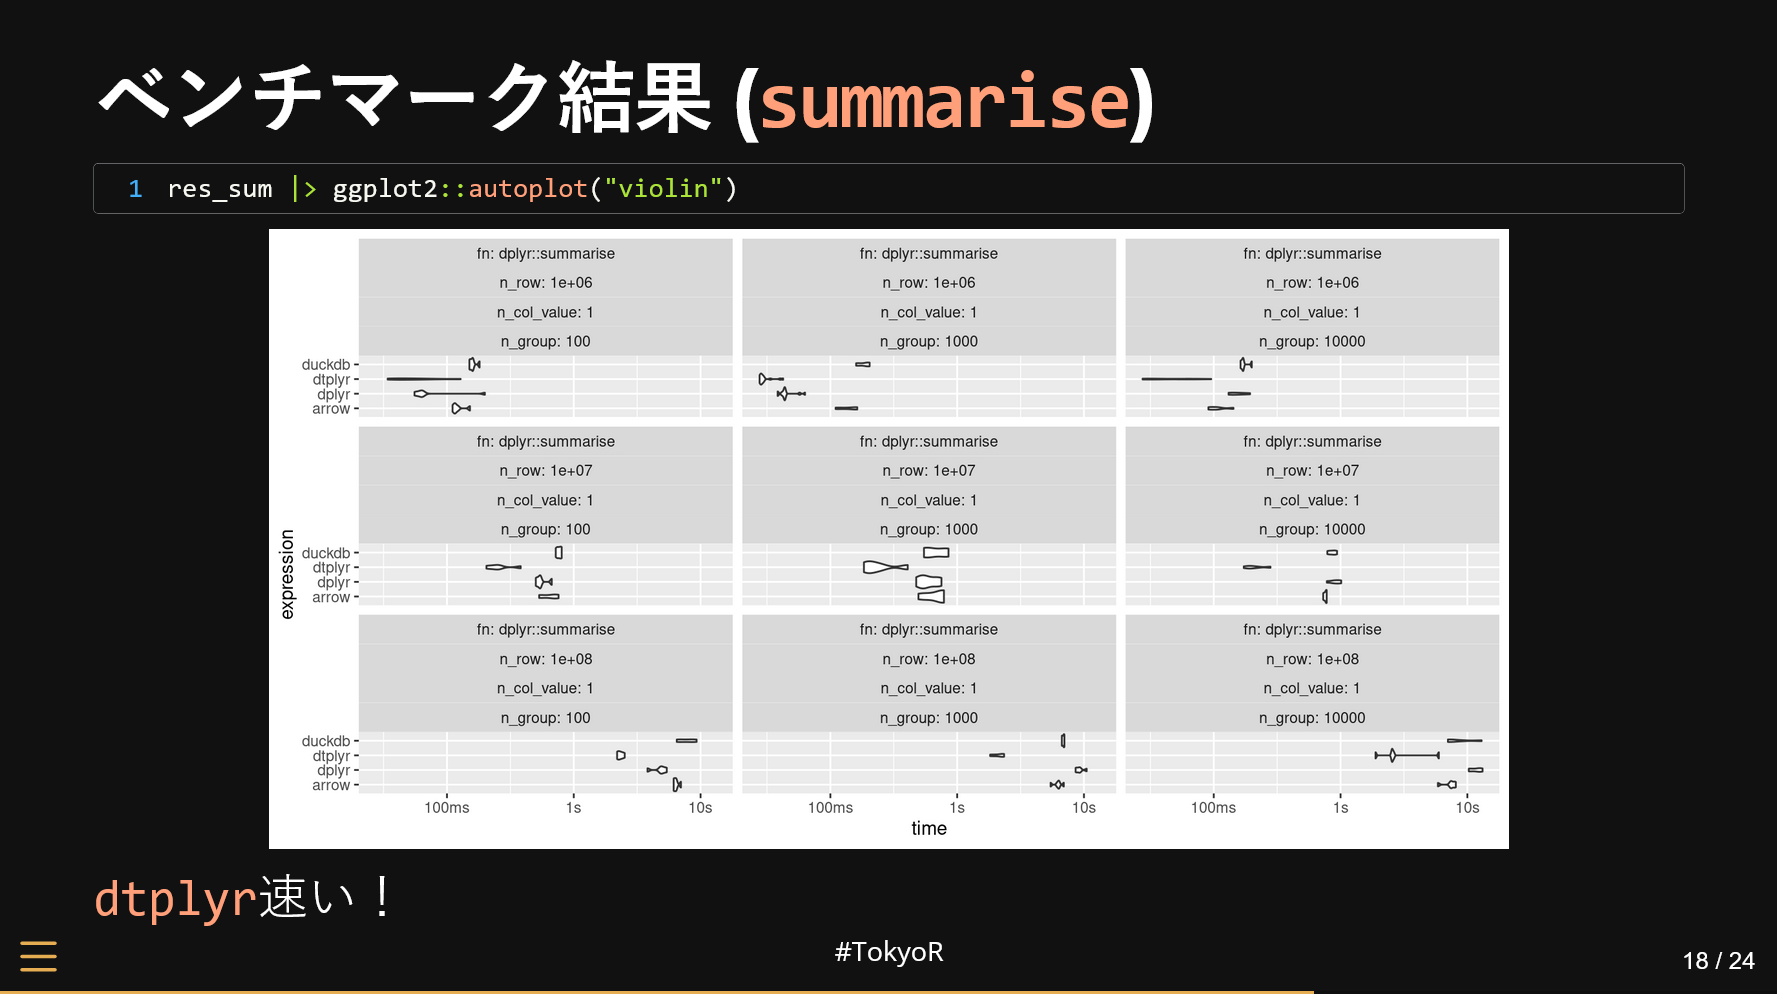 ベンチマーク結果 (summarise)
1 res_sum |> ggplot2::autoplot("violin")
fn: dplyr::summarise
n_row: 1e+06
n_col_value: 1
n_group: 100
fn: dplyr::summarise
n_row: 1e+06
n_col_value: 1
n_group: 1000
fn: dplyr::summarise
n_row: 1e+06
n_col_value: 1
n_group: 10000
duckdb
dtplyr
dplyr
arrow
fn: dplyr::summarise
n_row: 1e+07
n_col_value: 1
n_group: 100
fn: dplyr::summarise
n_row: 1e+07
n_col_value: 1
n_group: 1000
fn: dplyr::summarise
n_row: 1e+07
n_col_value: 1
n_group: 10000
expression
duckdb
dtplyr
dplyr
arrow
fn: dplyr::summarise
n_row: 1e+08
n_col_value: 1
n_group: 100
fn: dplyr::summarise
n_row: 1e+08
n_col_value: 1
n_group: 1000
fn: dplyr::summarise
n_row: 1e+08
n_col_value: 1
n_group: 10000
duckdb
dtplyr
dplyr
arrow
100ms 1s 10s 100ms 1s 10s 100ms 1s 10s
time
dtplyr速い！
#TokyoR
18 / 24